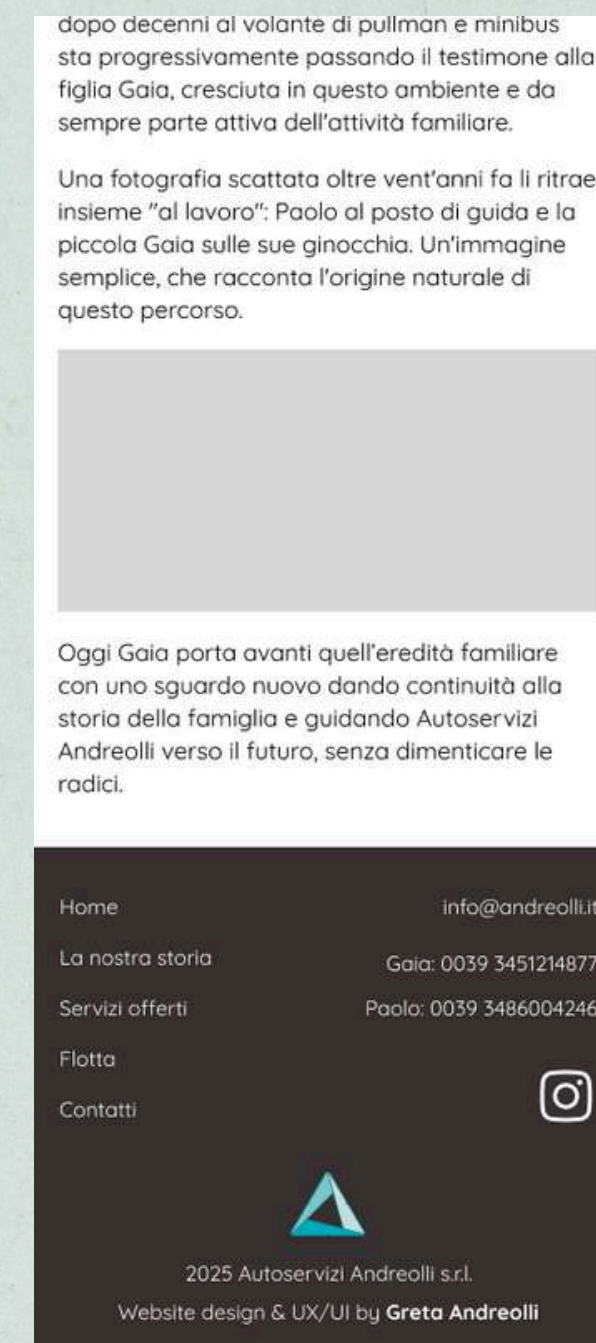 dopo decenni al volante di pullman e minibus
sta progressivamente passando il testimone alla
figlia Gaia, cresciuta in questo ambiente e da
sempre parte attiva dell'attività familiare.
Una fotografia scattata oltre vent'anni fa li ritrae
insieme "al lavoro": Paolo al posto di guida e la
piccola Gaia sulle sue ginocchia. Un'immagine
semplice, che racconta l'origine naturale di
questo percorso.
Oggi Gaia porta avanti quell'eredità familiare
con uno sguardo nuovo dando continuità alla
storia della famiglia e guidando Autoservizi
Andreolli verso il futuro, senza dimenticare le
radici.
Home
La nostra storia
Servizi offerti
Flotta
Contatti
info@andreolli.it
Gaia: 0039 3451214877
Paolo: 0039 3486004246
2025 Autoservizi Andreolli s.r.l.
Website design & UX/UI by Greta Andreolli